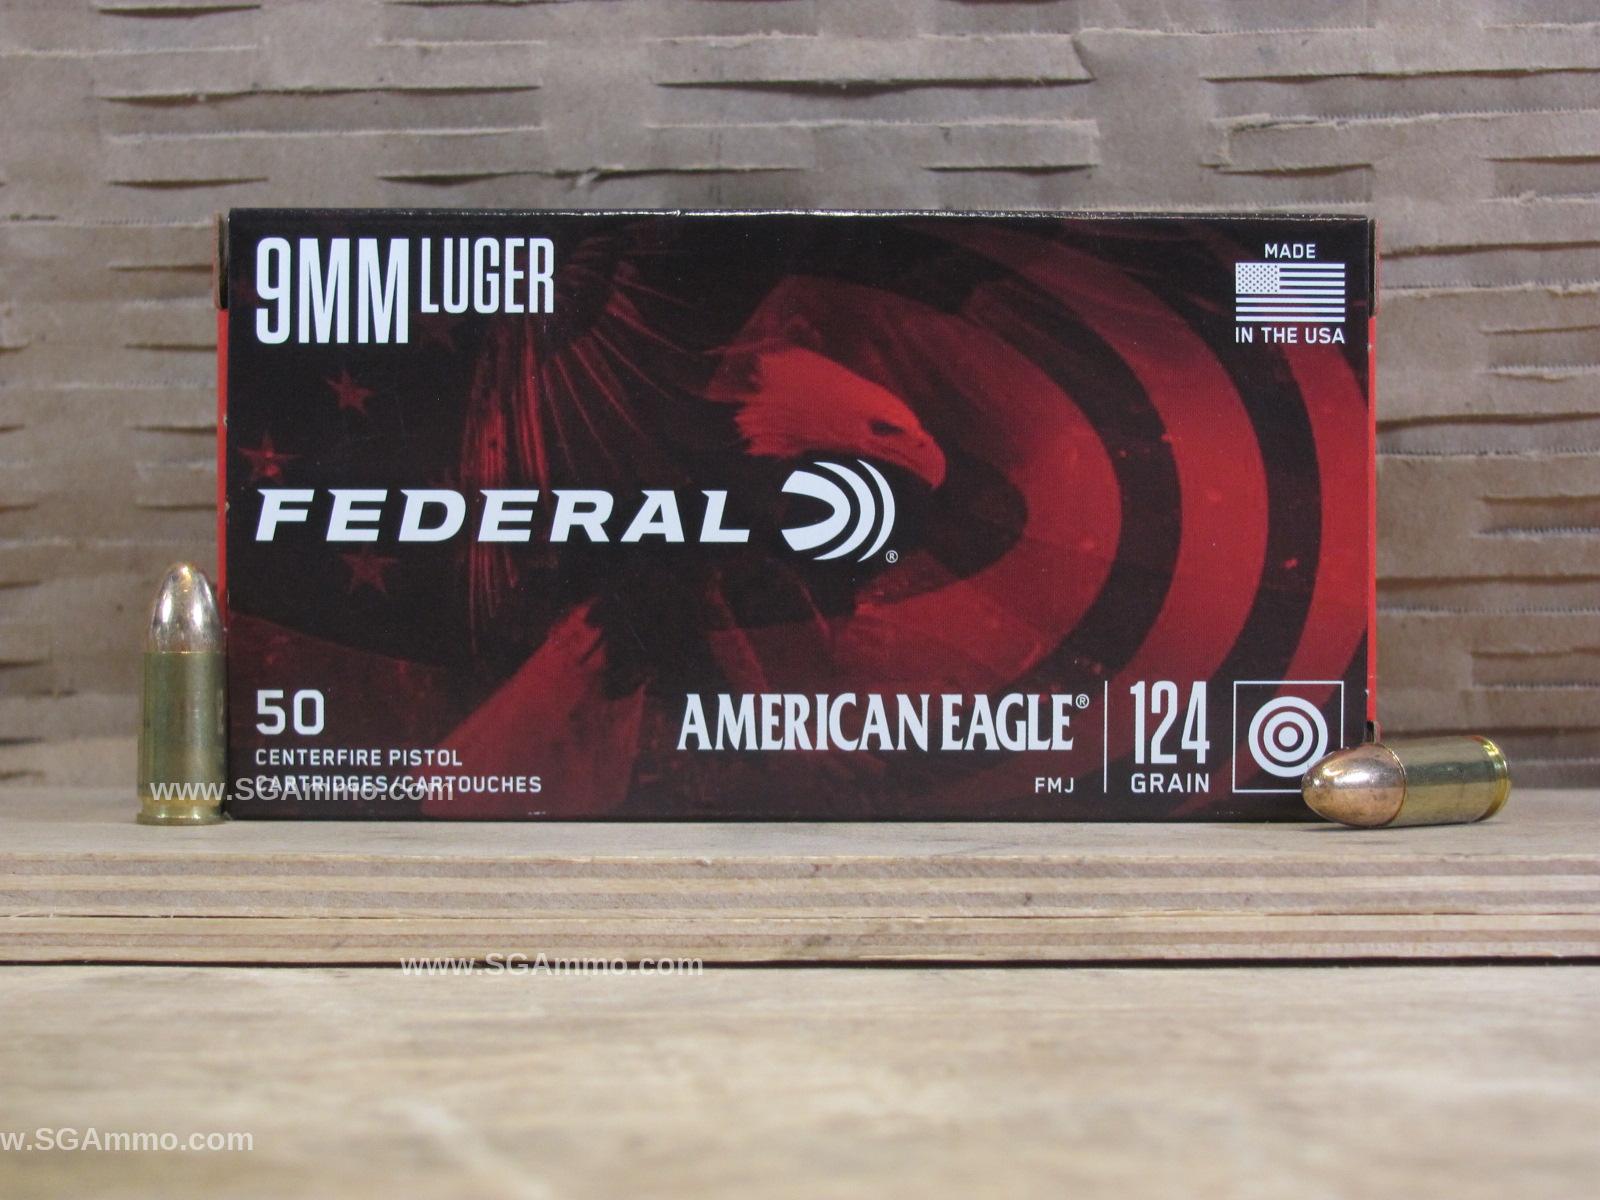 9MM LUGER
MADE
IN THE USA
FEDERAL ®
50
CENTERFIRE PISTOL
CARTRIDGES/CARTOUCHES
AMERICAN EAGLE®
FMJ
124
GRAIN
www.SGAmmo.com
www.SGAmmo.com
w.SGAmmo.com